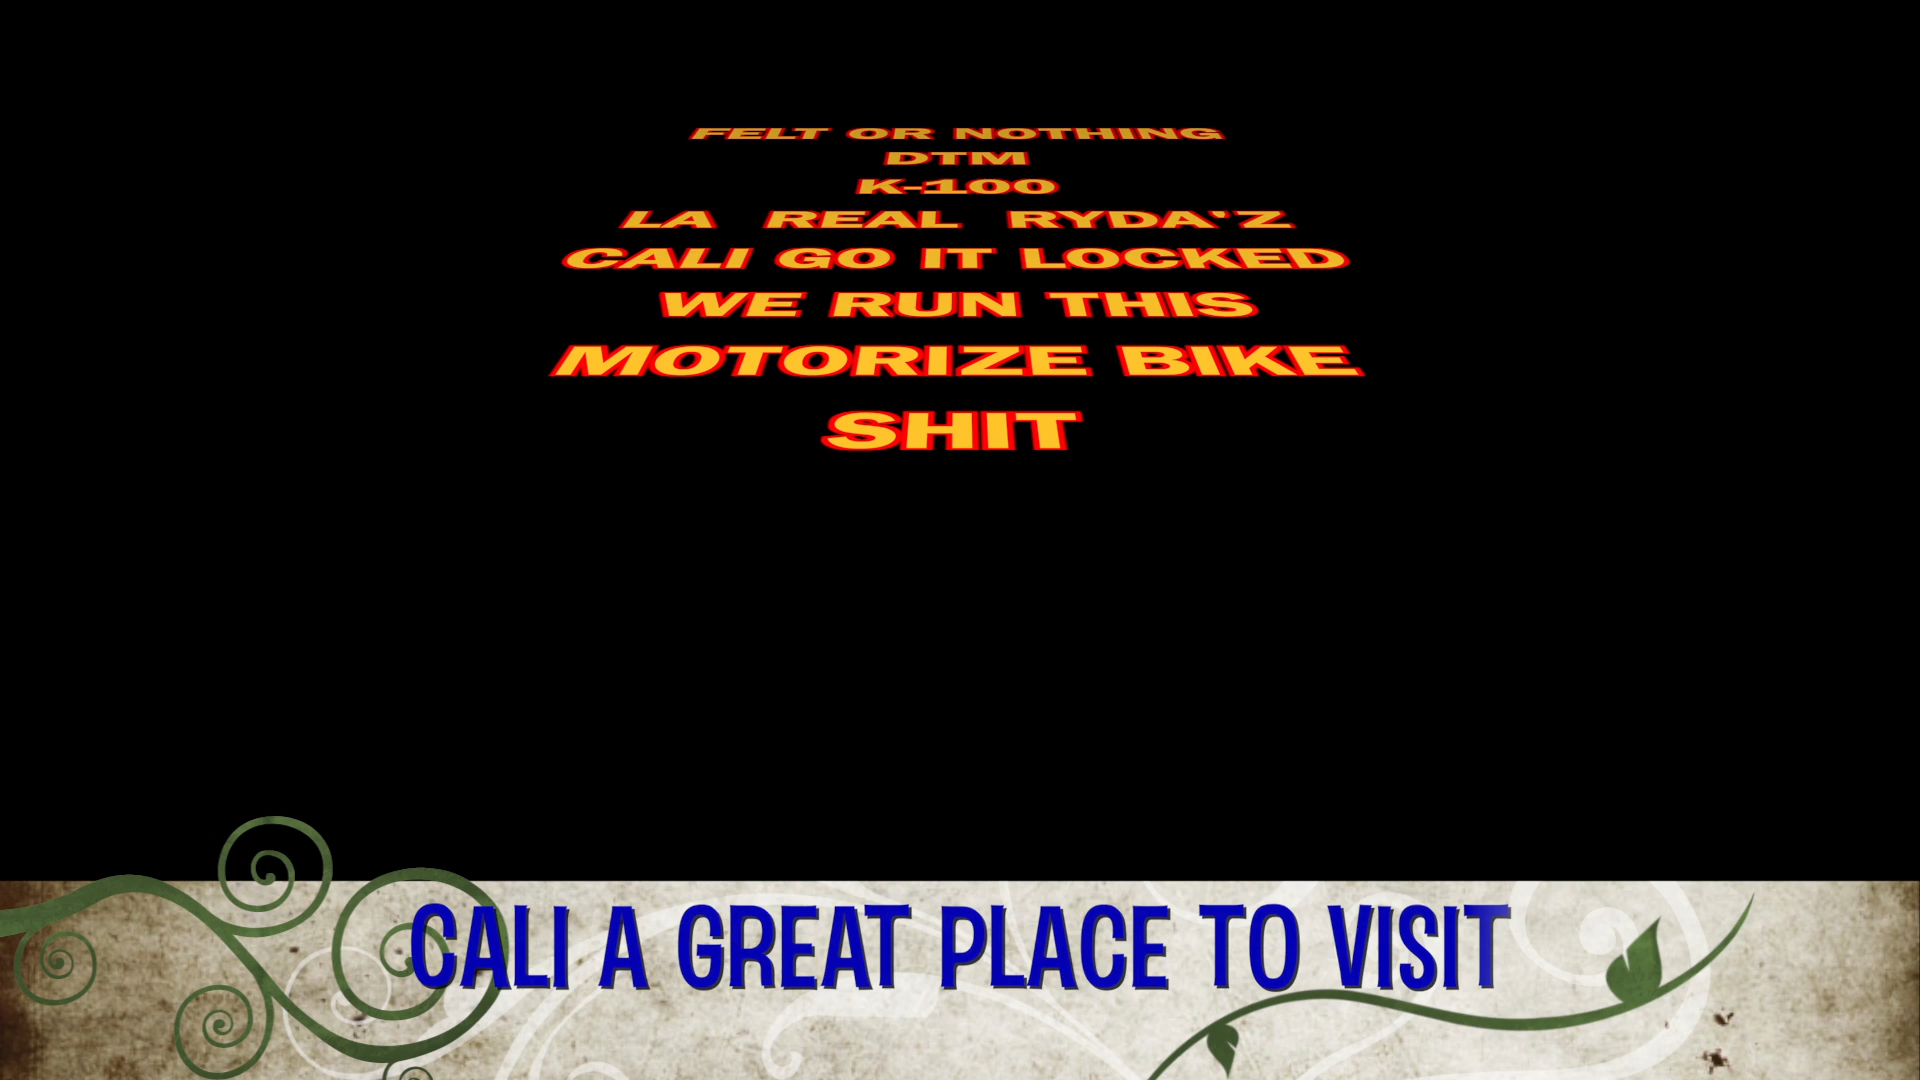 FELT OR NOTHING
DTM
K-100
LA REAL RYDA'Z
CALI GO IT LOCKED
WE RUN THIS
MOTORIZE BIKE
SHIT
CALI A GREAT PLACE TO VISIT